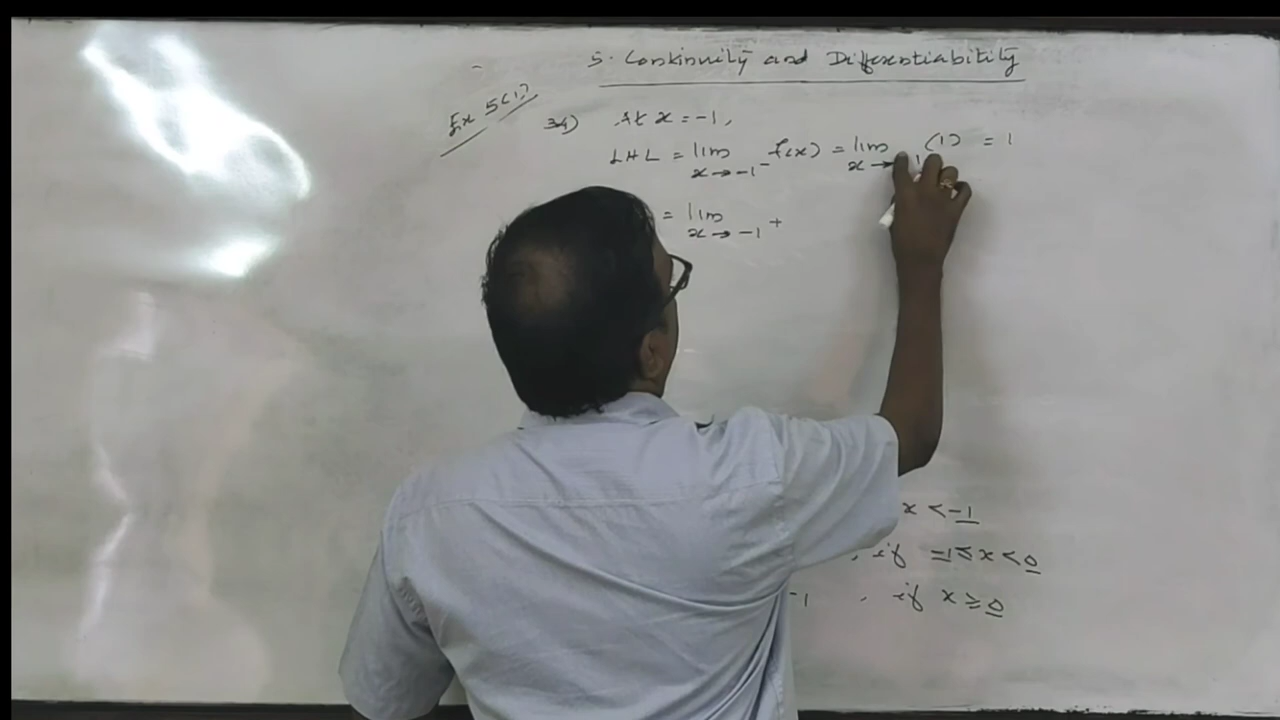 5. Continuity and Differentiability
Ex 5(1)
34) At x = -1,
LHL = lim f(x) = lim (1) = 1
x → -1⁻ x →
= lim
x → -1⁺
x < -1
, if -1 ≤ x < 0
-1 , if x ≥ 0